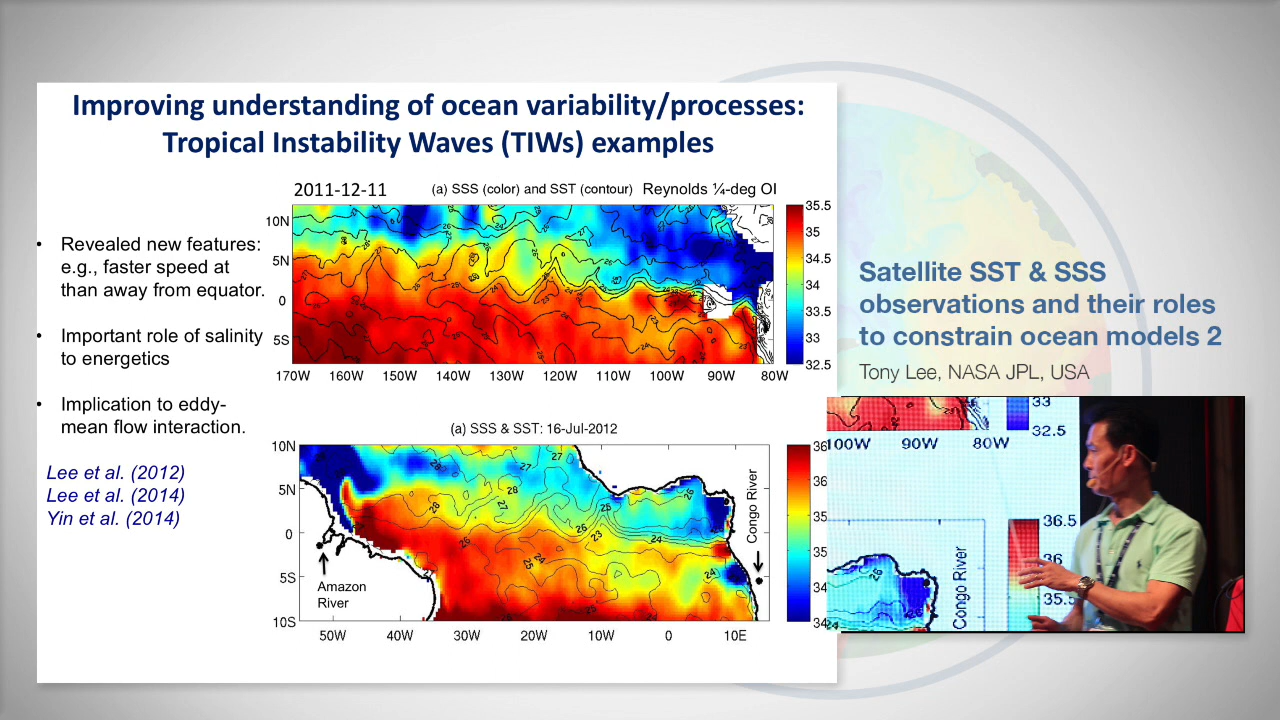 Improving understanding of ocean variability/processes:
Tropical Instability Waves (TIWs) examples
2011-12-11
(a) SSS (color) and SST (contour)
Reynolds ¼-deg OI
10N
5N
0
5S
170W 160W 150W 140W 130W 120W 110W 100W 90W 80W
35.5
35
34.5
34
33.5
33
32.5
• Revealed new features:
e.g., faster speed at
than away from equator.
• Important role of salinity
to energetics
• Implication to eddy-
mean flow interaction.
Lee et al. (2012)
Lee et al. (2014)
Yin et al. (2014)
(a) SSS & SST: 16-Jul-2012
10N
5N
0
5S
10S
50W 40W 30W 20W 10W 0 10E
Amazon
River
Congo River
36
36
35
35
34
34
Satellite SST & SSS
observations and their roles
to constrain ocean models 2
Tony Lee, NASA JPL, USA
33
32.5
100W 90W 80W
36.5
36
35.5
Congo River